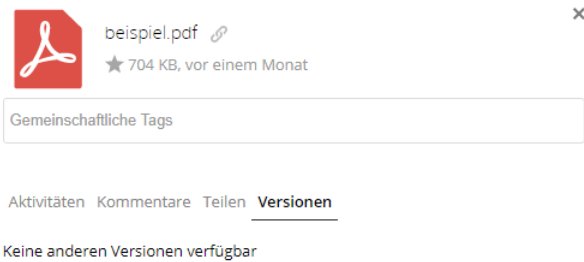 beispiel.pdf
704 KB, vor einem Monat
Gemeinschaftliche Tags
Aktivitäten Kommentare Teilen Versionen
Keine anderen Versionen verfügbar